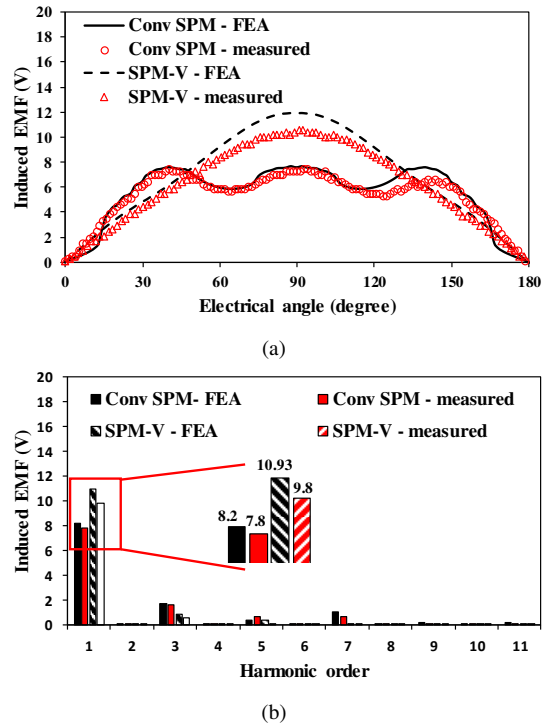 20
18
16
14
12
10
8
6
4
2
0
Induced EMF (V)
Conv SPM - FEA
Conv SPM - measured
SPM-V - FEA
SPM-V - measured
0 30 60 90 120 150 180
Electrical angle (degree)
(a)
20
18
16
14
12
10
8
6
4
2
0
Induced EMF (V)
Conv SPM- FEA Conv SPM - measured
SPM-V - FEA SPM-V - measured
10.93
9.8
8.2
7.8
1 2 3 4 5 6 7 8 9 10 11
Harmonic order
(b)